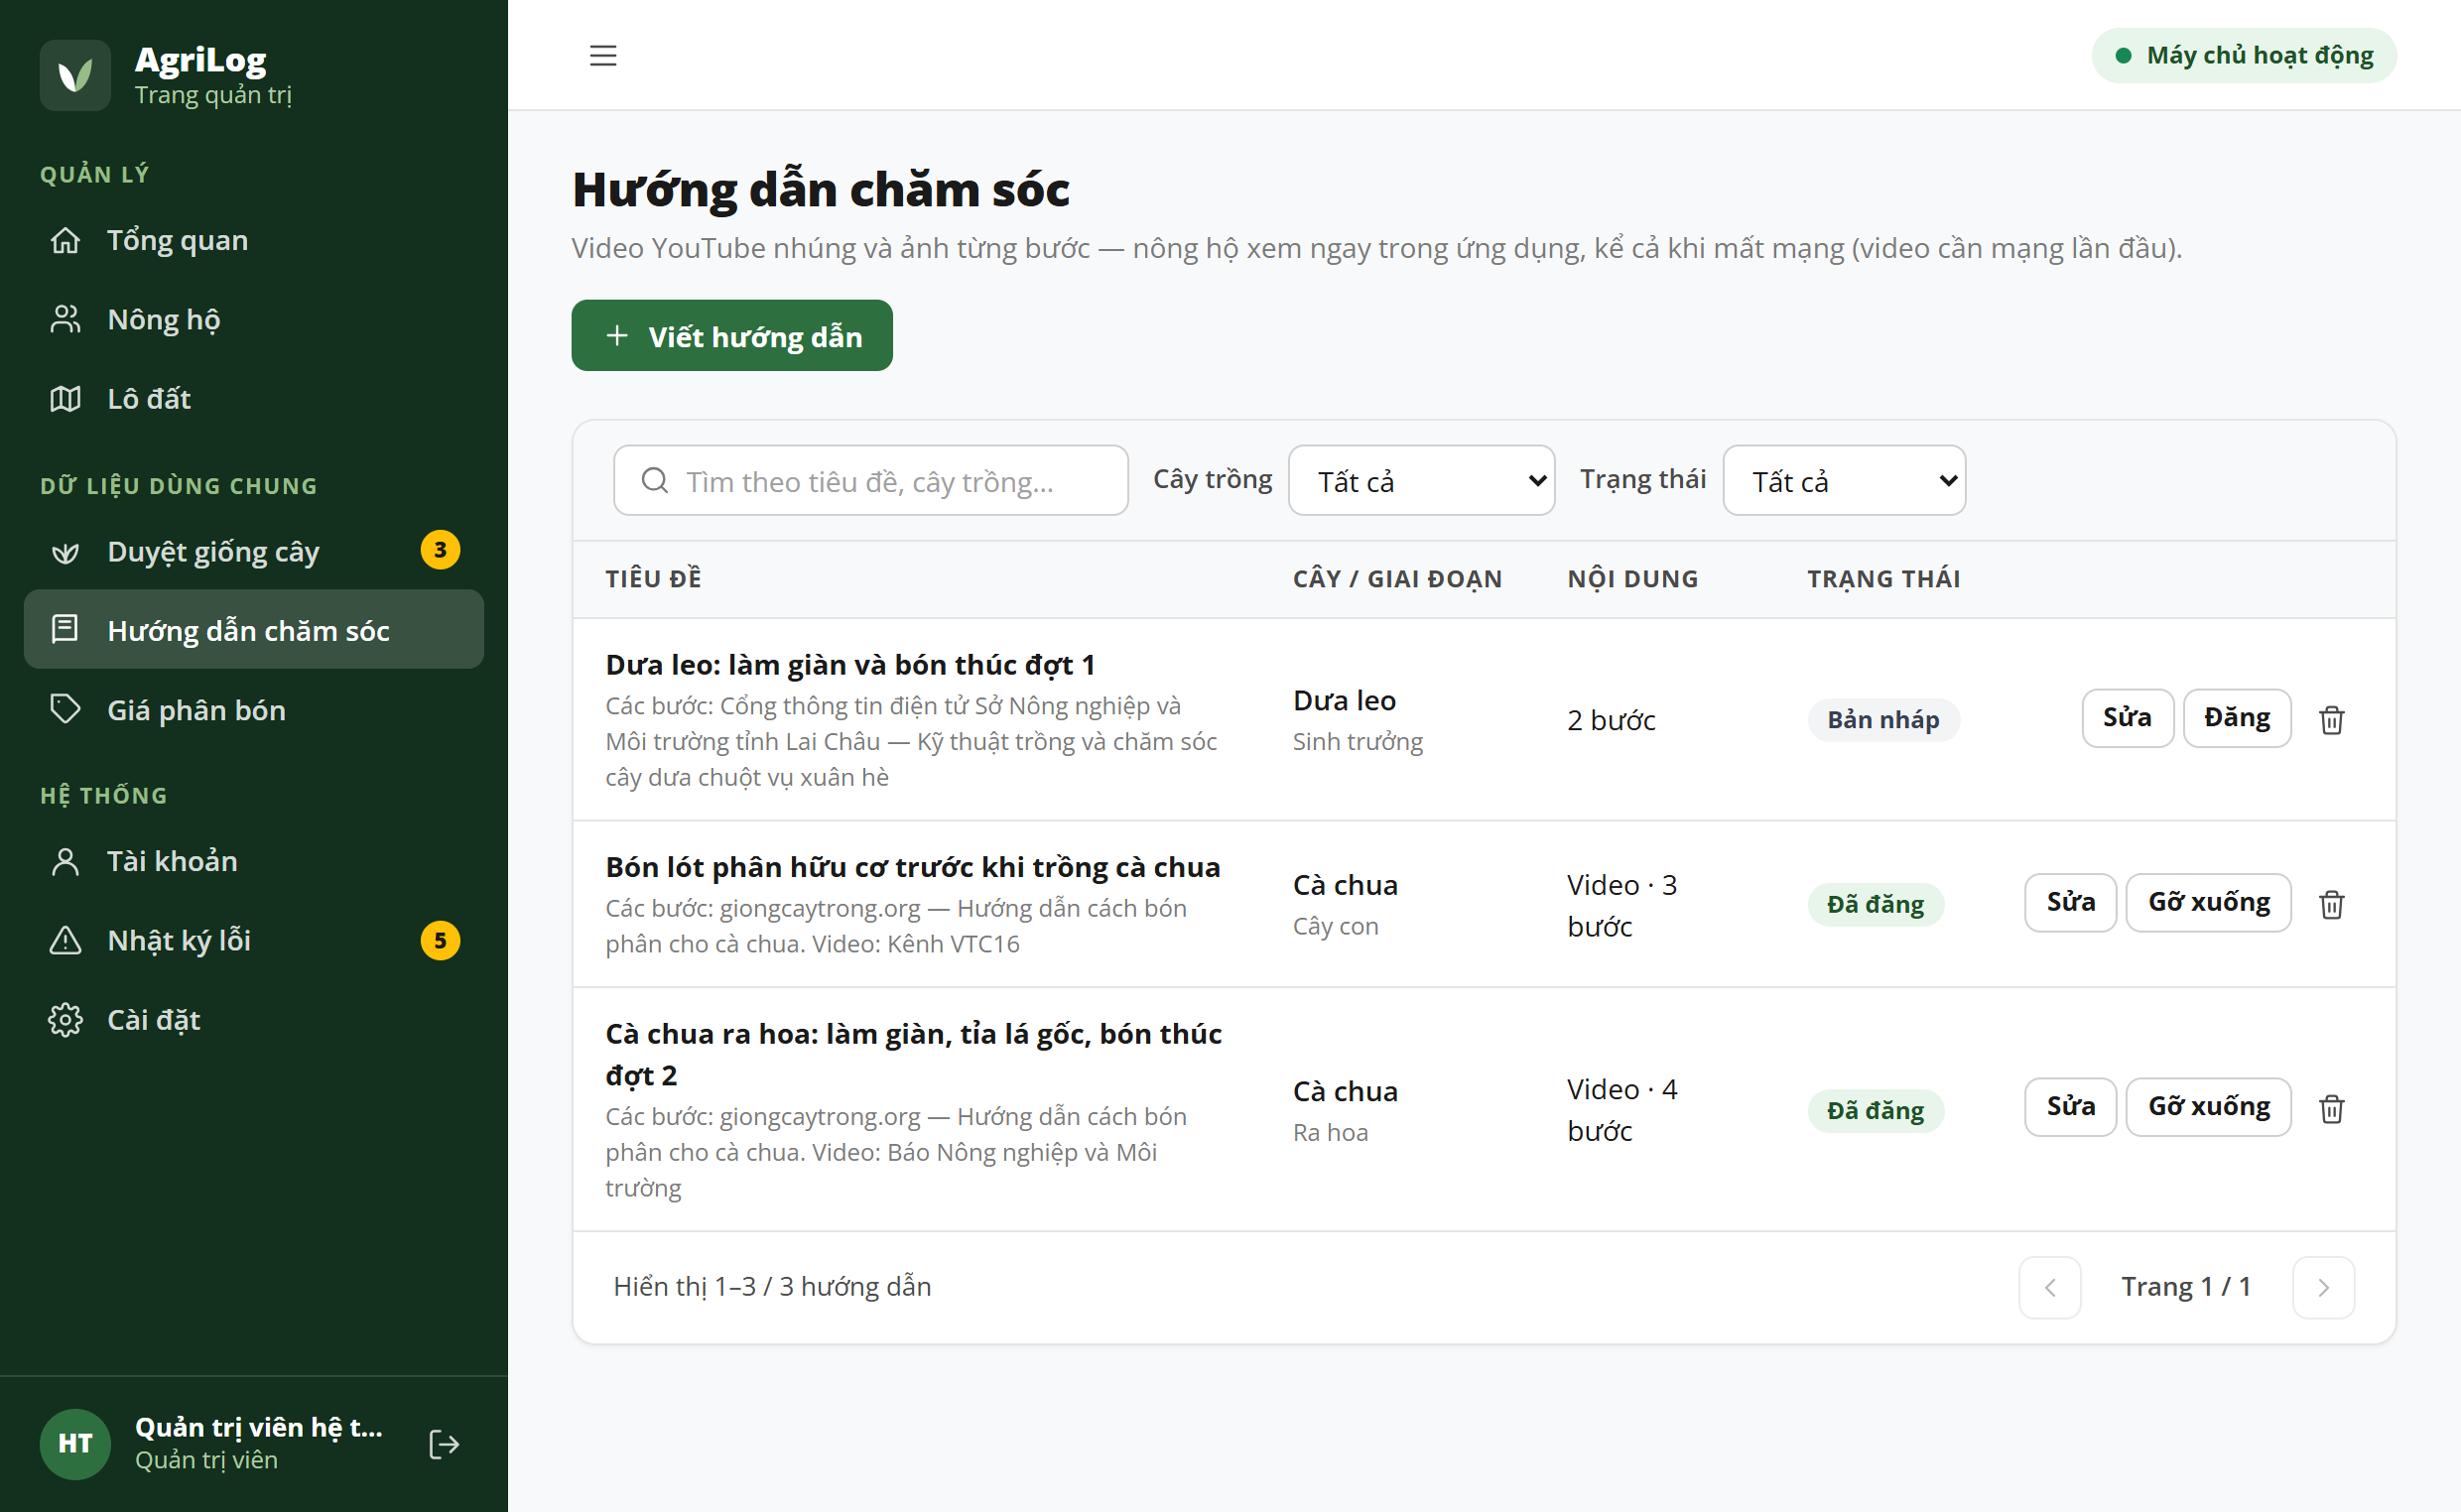 AgriLog
Trang quản trị
QUẢN LÝ
Tổng quan
Nông hộ
Lô đất
DỮ LIỆU DÙNG CHUNG
Duyệt giống cây
3
Hướng dẫn chăm sóc
Giá phân bón
HỆ THỐNG
Tài khoản
Nhật ký lỗi
5
Cài đặt
HT
Quản trị viên hệ t...
Quản trị viên
Máy chủ hoạt động
Hướng dẫn chăm sóc
Video YouTube nhúng và ảnh từng bước — nông hộ xem ngay trong ứng dụng, kể cả khi mất mạng (video cần mạng lần đầu).
Viết hướng dẫn
Tìm theo tiêu đề, cây trồng...
Cây trồng
Tất cả
Trạng thái
Tất cả
TIÊU ĐỀ
CÂY / GIAI ĐOẠN
NỘI DUNG
TRẠNG THÁI
Dưa leo: làm giàn và bón thúc đợt 1
Các bước: Cổng thông tin điện tử Sở Nông nghiệp và
Môi trường tỉnh Lai Châu — Kỹ thuật trồng và chăm sóc
cây dưa chuột vụ xuân hè
Dưa leo
Sinh trưởng
2 bước
Bản nháp
Sửa
Đăng
Bón lót phân hữu cơ trước khi trồng cà chua
Các bước: giongcaytrong.org — Hướng dẫn cách bón
phân cho cà chua. Video: Kênh VTC16
Cà chua
Cây con
Video · 3
bước
Đã đăng
Sửa
Gỡ xuống
Cà chua ra hoa: làm giàn, tỉa lá gốc, bón thúc
đợt 2
Các bước: giongcaytrong.org — Hướng dẫn cách bón
phân cho cà chua. Video: Báo Nông nghiệp và Môi
trường
Cà chua
Ra hoa
Video · 4
bước
Đã đăng
Sửa
Gỡ xuống
Hiển thị 1–3 / 3 hướng dẫn
Trang 1 / 1